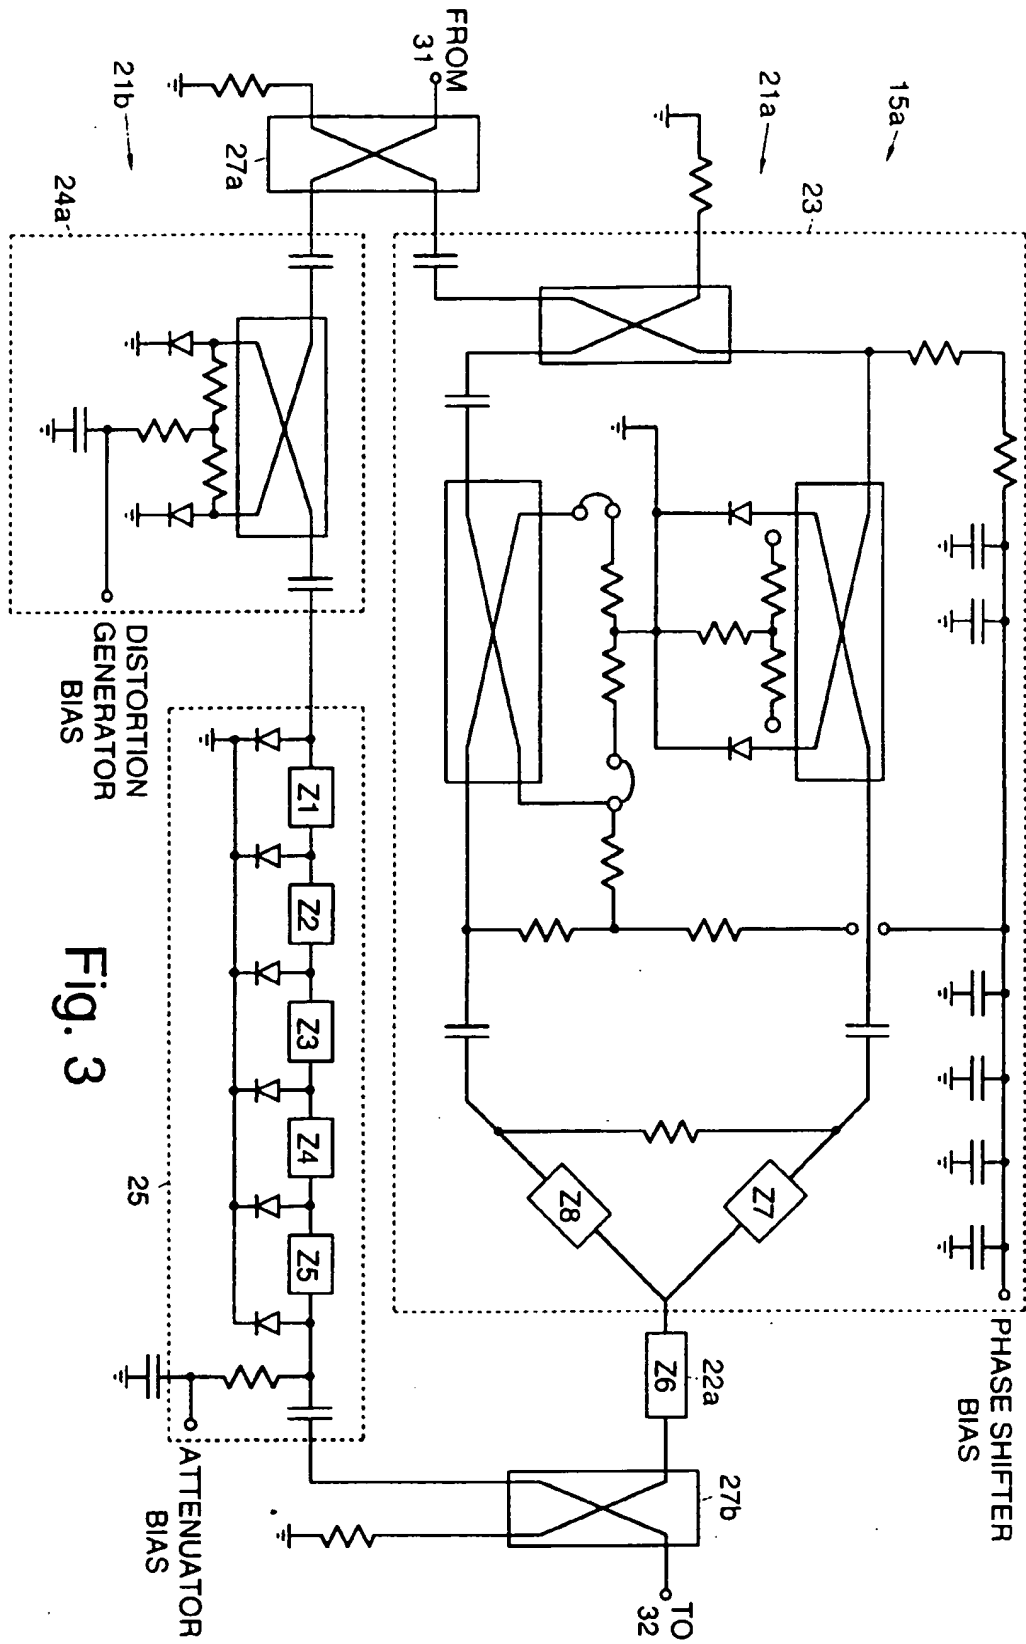 15a
21a
23
PHASE SHIFTER
BIAS
Z7
Z8
22a
Z6
27b
TO
32
FROM
31
27a
21b
24a
DISTORTION
GENERATOR
BIAS
Z1
Z2
Z3
Z4
Z5
25
ATTENUATOR
BIAS
Fig. 3